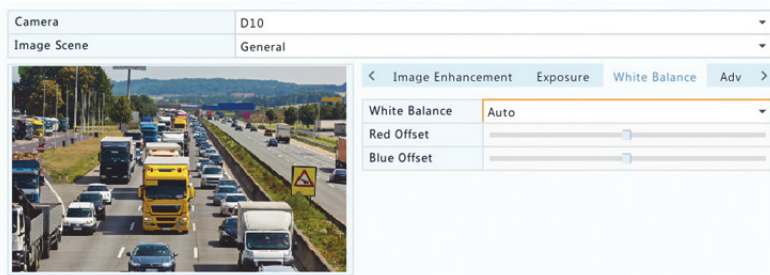 Camera D10
Image Scene General
< Image Enhancement Exposure White Balance Adv >
White Balance Auto
Red Offset
Blue Offset